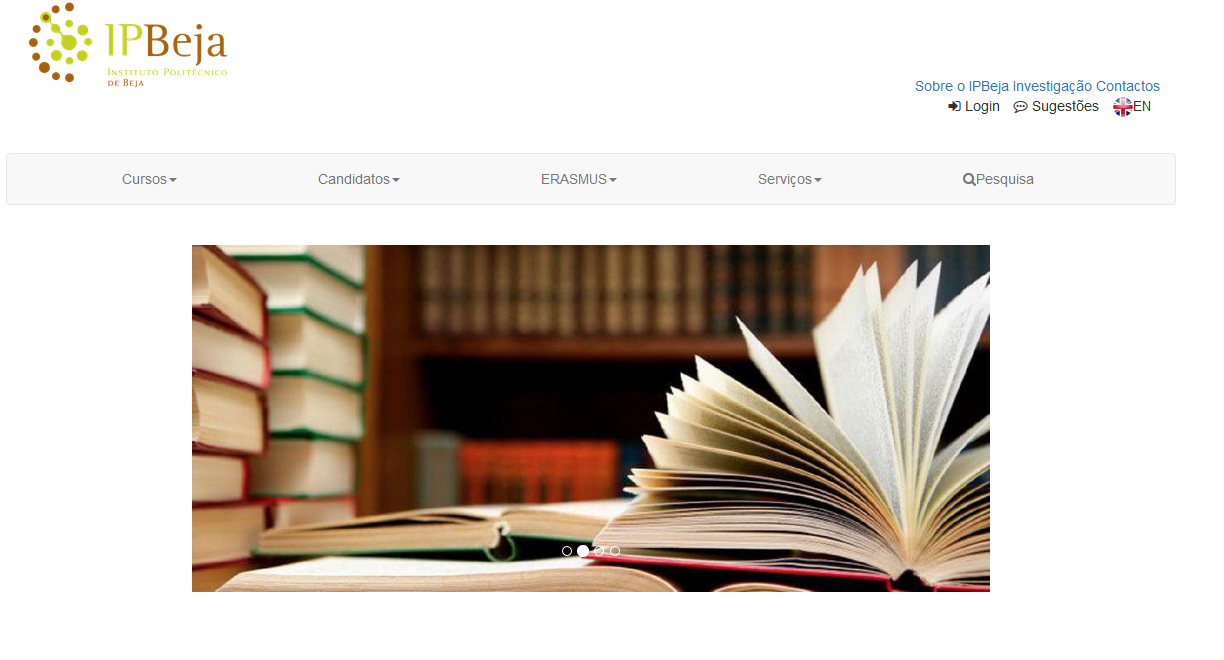 IPBeja
INSTITUTO POLITÉCNICO
DE BEJA
Sobre o IPBeja Investigação Contactos
Login Sugestões EN
Cursos Candidatos ERASMUS Serviços Pesquisa